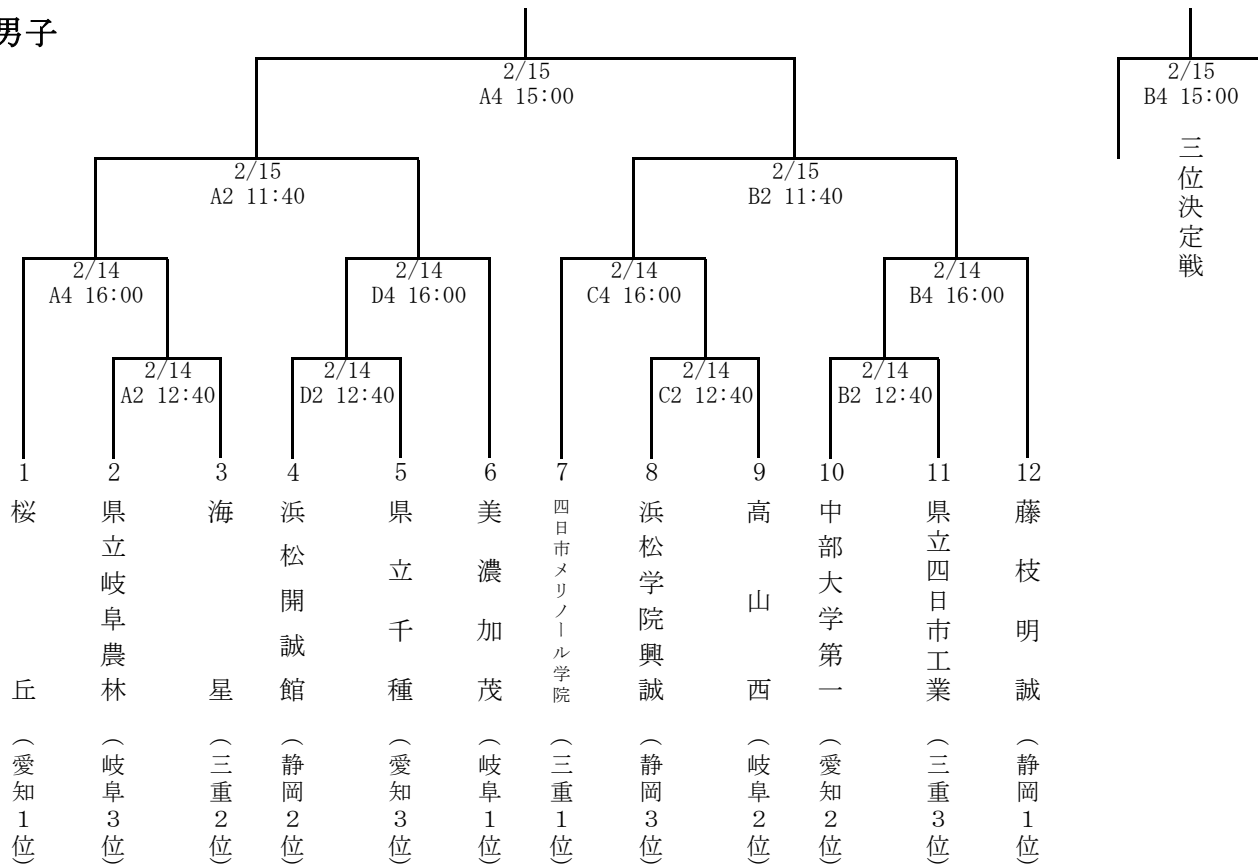 男子
2/15
A4 15:00
2/15
B4 15:00
三位決定戦
2/15
A2 11:40
2/15
B2 11:40
2/14
A4 16:00
2/14
D4 16:00
2/14
C4 16:00
2/14
B4 16:00
2/14
A2 12:40
2/14
D2 12:40
2/14
C2 12:40
2/14
B2 12:40
1
桜丘
(愛知1位)
2
県立岐阜農林
(岐阜3位)
3
海星
(三重2位)
4
浜松開誠館
(静岡2位)
5
県立千種
(愛知3位)
6
美濃加茂
(岐阜1位)
7
四日市メリノール学院
(三重1位)
8
浜松学院興誠
(静岡3位)
9
高山西
(岐阜2位)
10
中部大学第一
(愛知2位)
11
県立四日市工業
(三重3位)
12
藤枝明誠
(静岡1位)